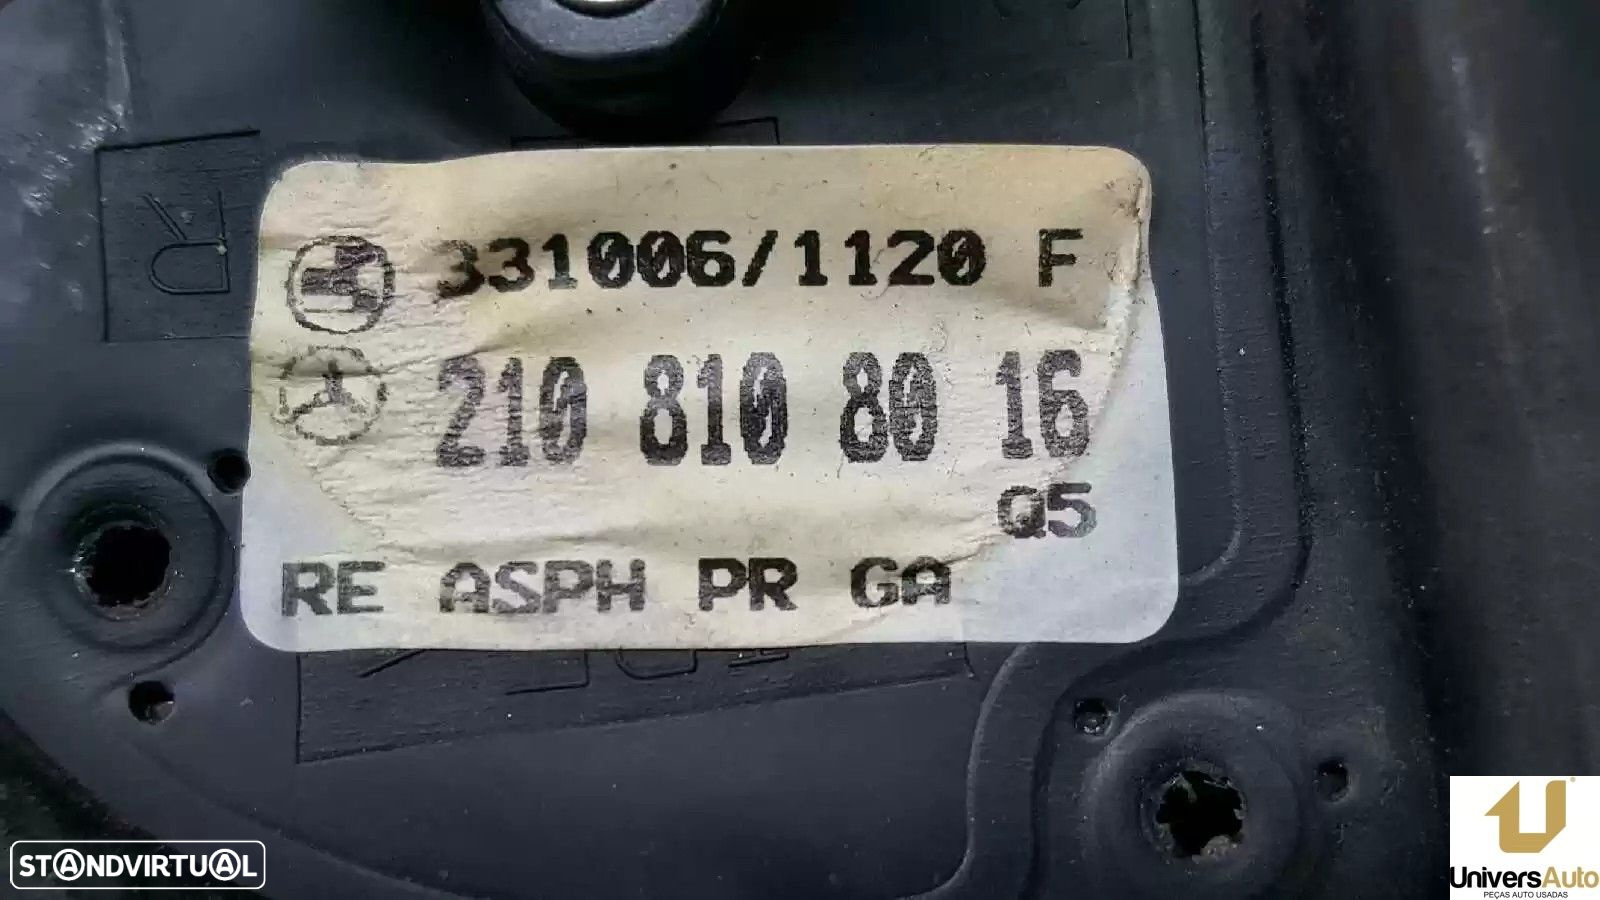 331006/1120 F
210 810 80 16
Q5
RE ASPH PR GA
R
STANDVIRTUAL
UniversAuto
PEÇAS AUTO USADAS